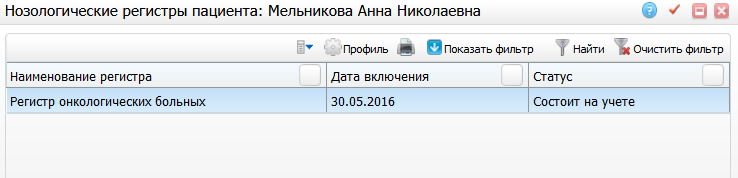 Нозологические регистры пациента: Мельникова Анна Николаевна
Профиль Показать фильтр Найти Очистить фильтр
Наименование регистра Дата включения Статус
Регистр онкологических больных 30.05.2016 Состоит на учете